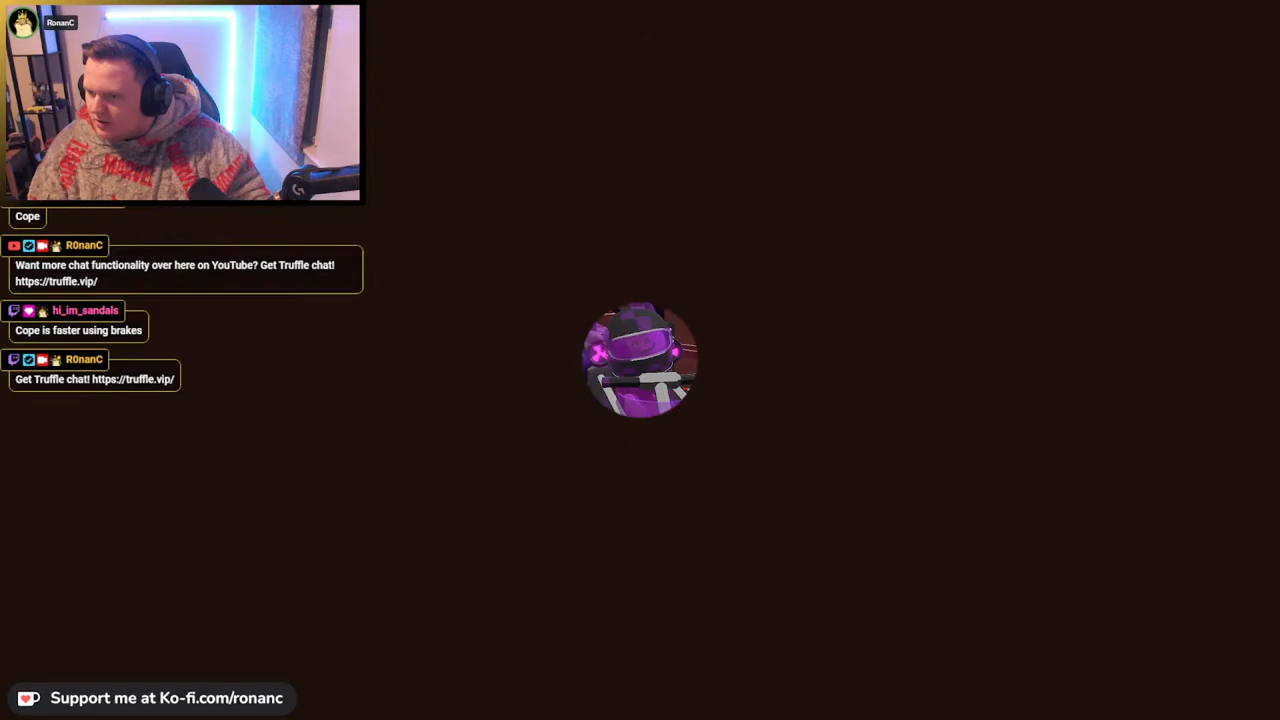 RonanC
MARVEL
Cope
R0nanC
Want more chat functionality over here on YouTube? Get Truffle chat!
https://truffle.vip/
hi_im_sandals
Cope is faster using brakes
R0nanC
Get Truffle chat! https://truffle.vip/
Support me at Ko-fi.com/ronanc